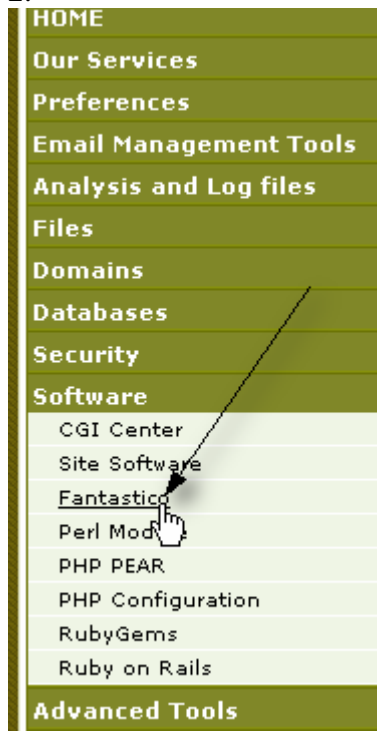 HOME
Our Services
Preferences
Email Management Tools
Analysis and Log files
Files
Domains
Databases
Security
Software
CGI Center
Site Software
Fantastico
Perl
PHP PEAR
PHP Configuration
RubyGems
Ruby on Rails
Advanced Tools